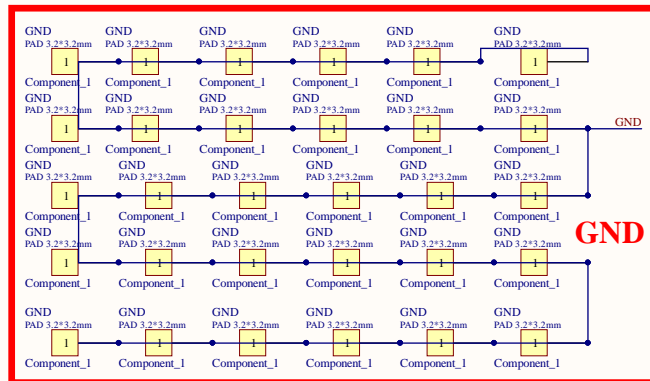 GND GND GND GND GND GND
PAD 3.2*3.2mm PAD 3.2*3.2mm PAD 3.2*3.2mm PAD 3.2*3.2mm PAD 3.2*3.2mm PAD 3.2*3.2mm
1 1 1 1 1 1
Component_1 Component_1 Component_1 Component_1 Component_1 Component_1
GND GND GND GND GND GND
PAD 3.2*3.2mm PAD 3.2*3.2mm PAD 3.2*3.2mm PAD 3.2*3.2mm PAD 3.2*3.2mm PAD 3.2*3.2mm
1 1 1 1 1 1 GND
Component_1 Component_1 Component_1 Component_1 Component_1 Component_1
GND GND GND GND GND GND
PAD 3.2*3.2mm PAD 3.2*3.2mm PAD 3.2*3.2mm PAD 3.2*3.2mm PAD 3.2*3.2mm PAD 3.2*3.2mm
1 1 1 1 1 1
Component_1 Component_1 Component_1 Component_1 Component_1 Component_1
GND GND GND GND GND GND GND
PAD 3.2*3.2mm PAD 3.2*3.2mm PAD 3.2*3.2mm PAD 3.2*3.2mm PAD 3.2*3.2mm PAD 3.2*3.2mm
1 1 1 1 1 1
Component_1 Component_1 Component_1 Component_1 Component_1 Component_1
GND GND GND GND GND GND
PAD 3.2*3.2mm PAD 3.2*3.2mm PAD 3.2*3.2mm PAD 3.2*3.2mm PAD 3.2*3.2mm PAD 3.2*3.2mm
1 1 1 1 1 1
Component_1 Component_1 Component_1 Component_1 Component_1 Component_1